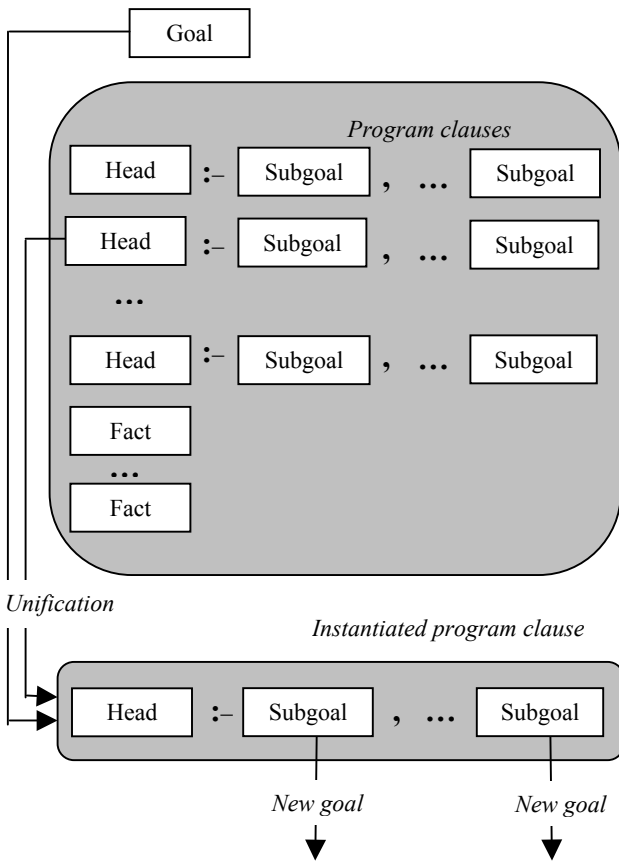 Goal
Program clauses
Head :– Subgoal , ... Subgoal
Head :– Subgoal , ... Subgoal
...
Head :– Subgoal , ... Subgoal
Fact
...
Fact
Unification
Instantiated program clause
Head :– Subgoal , ... Subgoal
New goal New goal